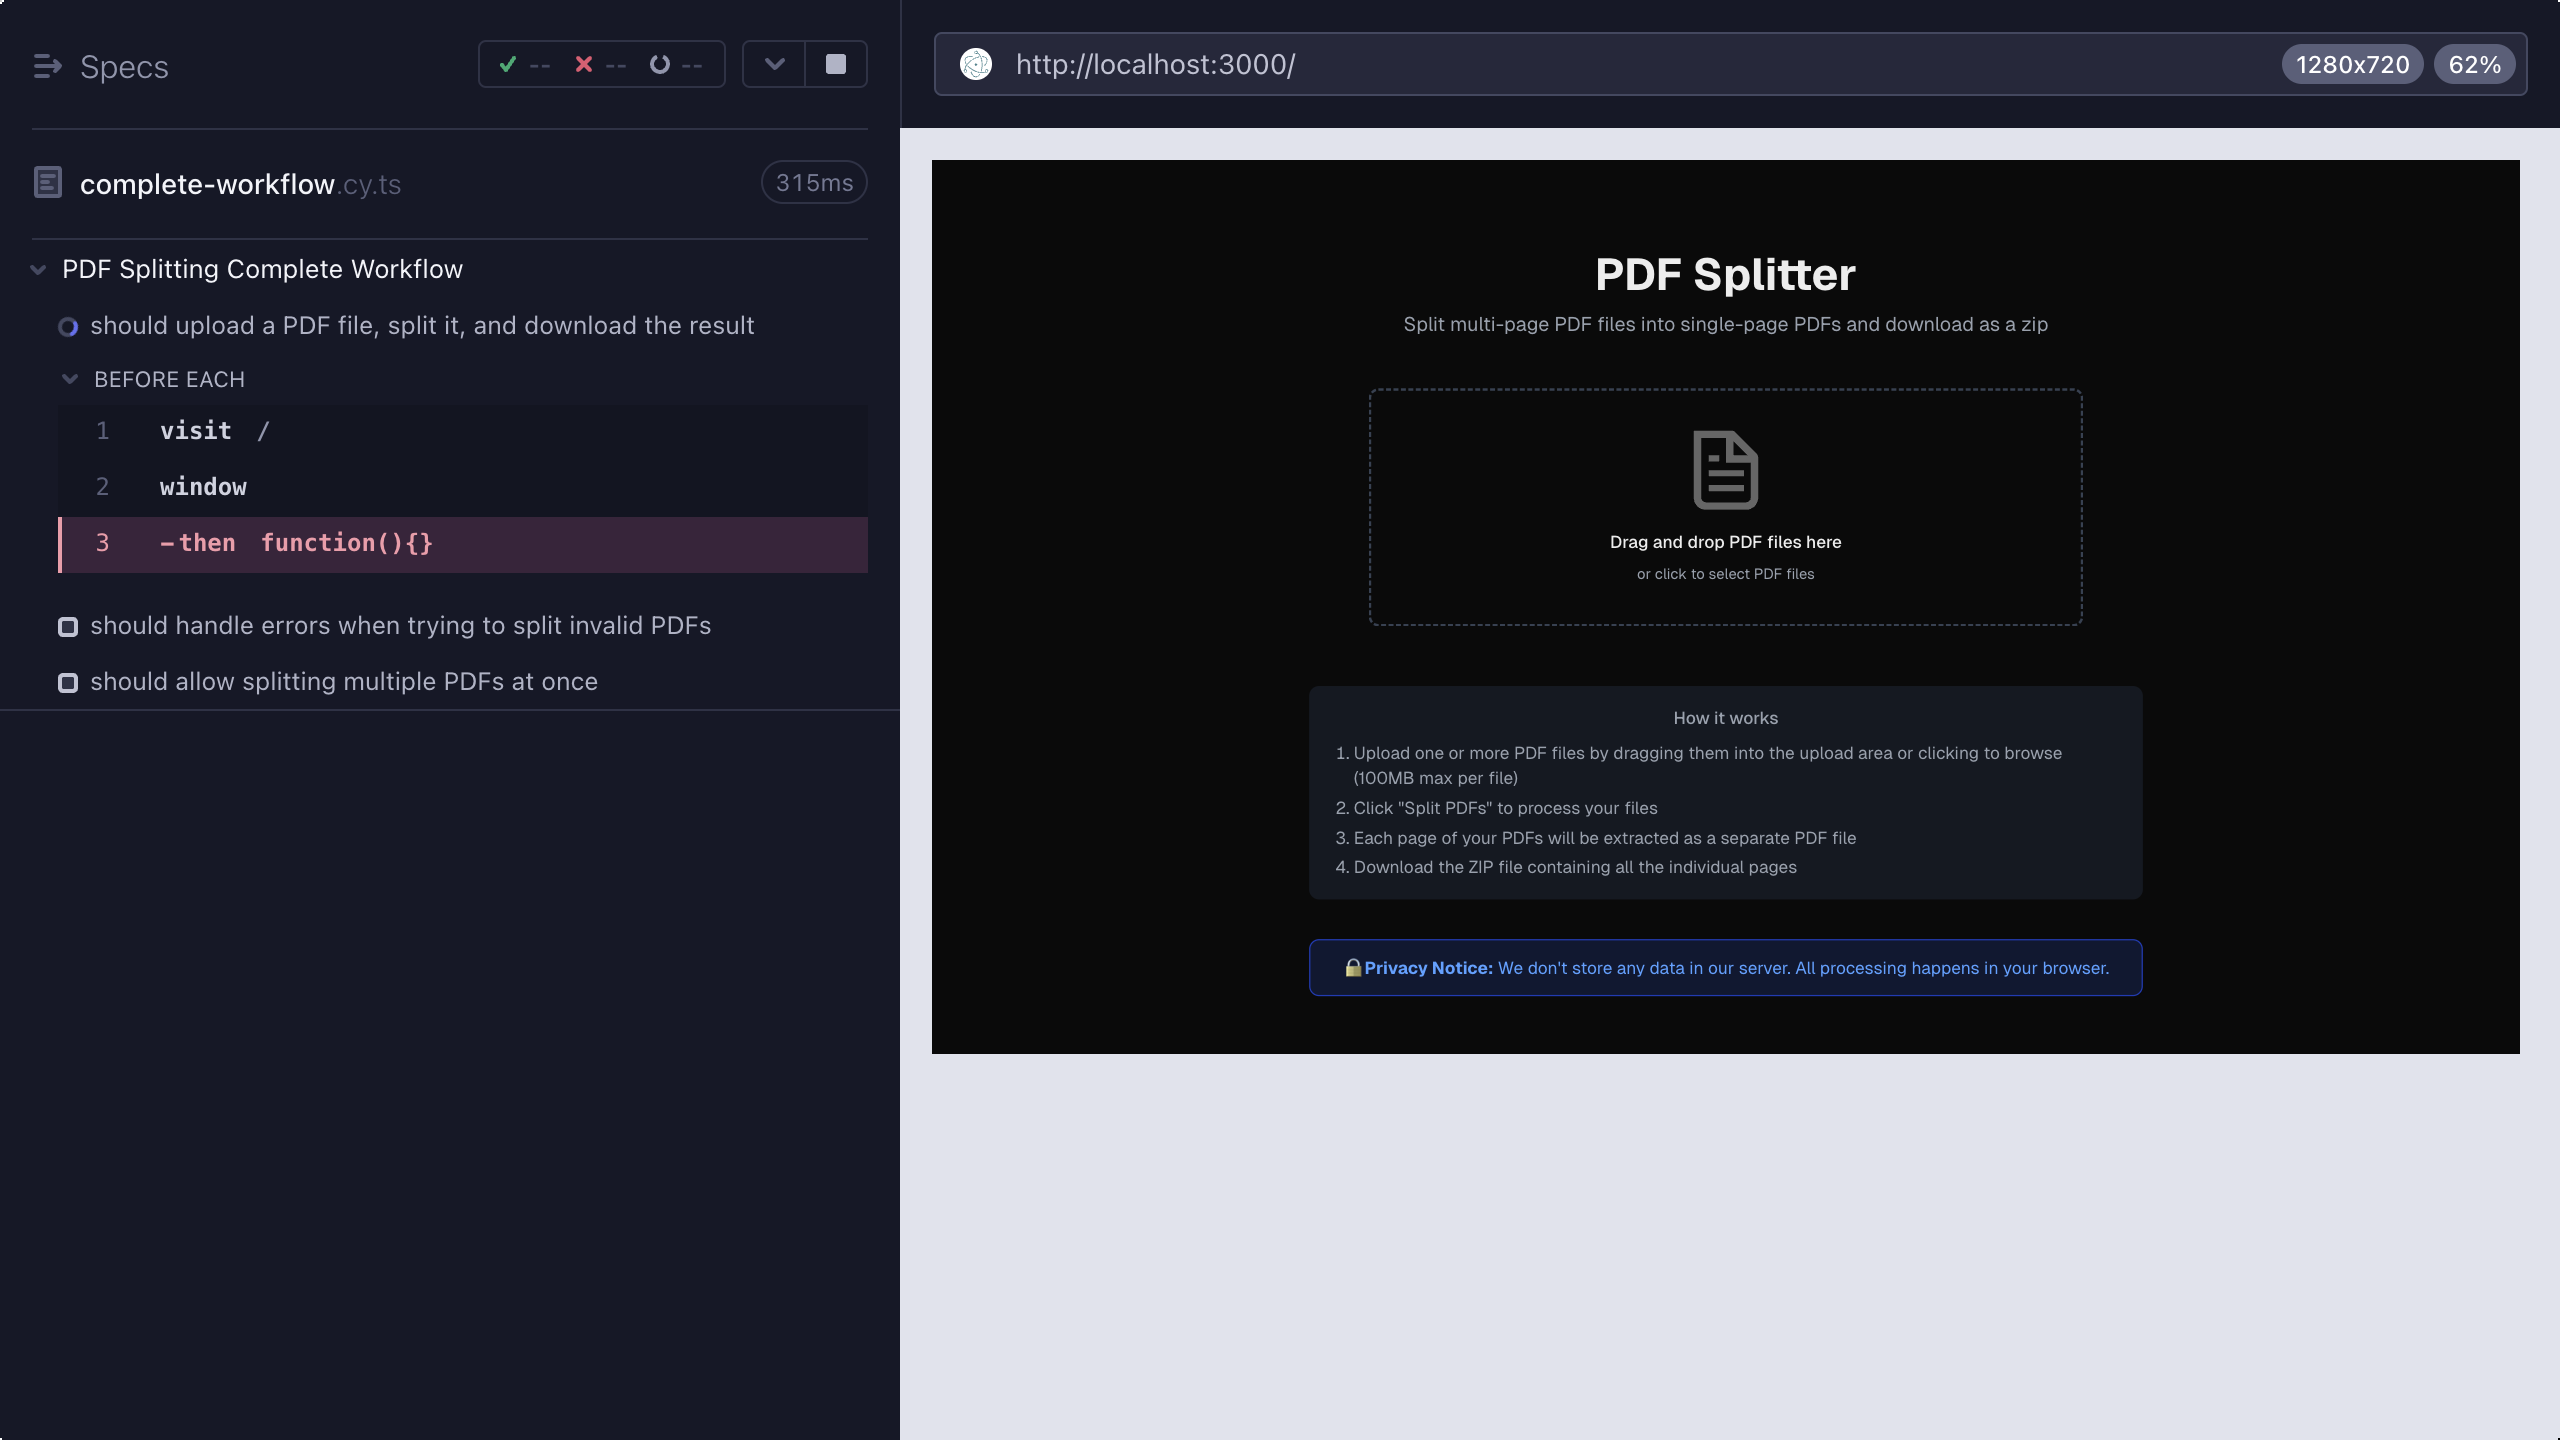 Specs
--
--
--
complete-workflow.cy.ts
315ms
PDF Splitting Complete Workflow
should upload a PDF file, split it, and download the result
BEFORE EACH
1 visit /
2 window
3 -then function(){}
should handle errors when trying to split invalid PDFs
should allow splitting multiple PDFs at once
http://localhost:3000/
1280x720
62%
PDF Splitter
Split multi-page PDF files into single-page PDFs and download as a zip
Drag and drop PDF files here
or click to select PDF files
How it works
1. Upload one or more PDF files by dragging them into the upload area or clicking to browse
(100MB max per file)
2. Click "Split PDFs" to process your files
3. Each page of your PDFs will be extracted as a separate PDF file
4. Download the ZIP file containing all the individual pages
🔒Privacy Notice: We don't store any data in our server. All processing happens in your browser.